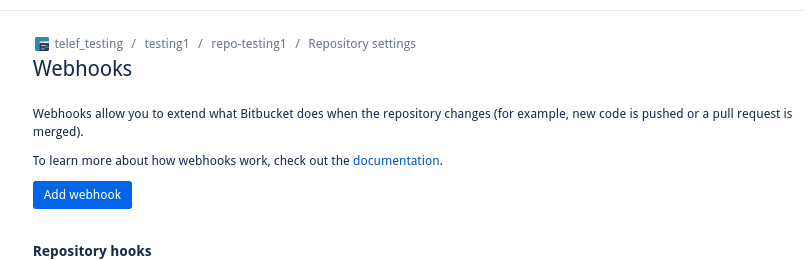 telef_testing / testing1 / repo-testing1 / Repository settings
Webhooks
Webhooks allow you to extend what Bitbucket does when the repository changes (for example, new code is pushed or a pull request is
merged).
To learn more about how webhooks work, check out the documentation.
Add webhook
Repository hooks